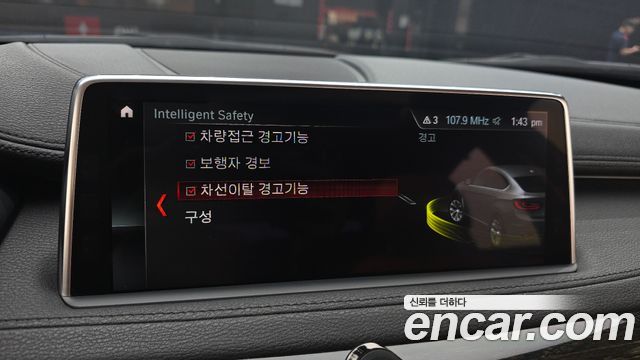 Intelligent Safety
3 107.9 MHz 1:43 pm
차량접근 경고기능
경고
보행자 경보
차선이탈 경고기능
구성
신뢰를 더하다
encar.com